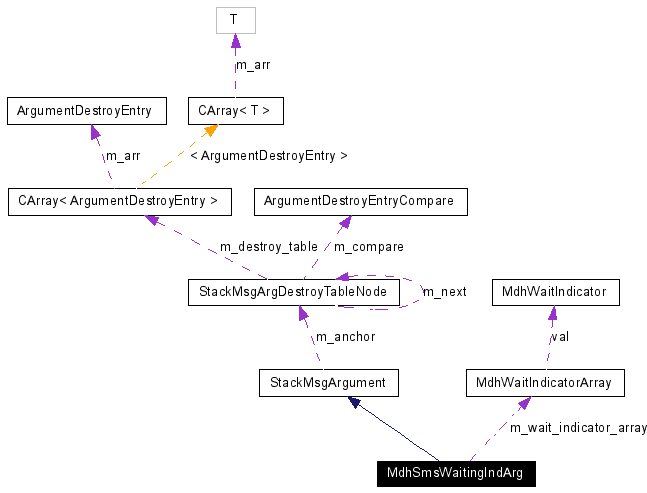 T
m_arr
ArgumentDestroyEntry
CArray< T >
m_arr
< ArgumentDestroyEntry >
CArray< ArgumentDestroyEntry >
ArgumentDestroyEntryCompare
m_destroy_table
m_compare
StackMsgArgDestroyTableNode
m_next
MdhWaitIndicator
m_anchor
val
StackMsgArgument
MdhWaitIndicatorArray
m_wait_indicator_array
MdhSmsWaitingIndArg